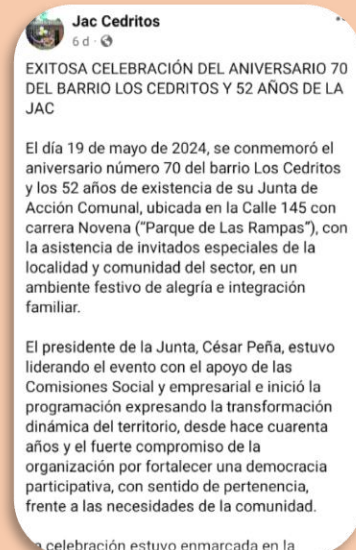 Jac Cedritos
6 d
EXITOSA CELEBRACIÓN DEL ANIVERSARIO 70
DEL BARRIO LOS CEDRITOS Y 52 AÑOS DE LA
JAC
El día 19 de mayo de 2024, se conmemoró el
aniversario número 70 del barrio Los Cedritos
y los 52 años de existencia de su Junta de
Acción Comunal, ubicada en la Calle 145 con
carrera Novena ("Parque de Las Rampas"), con
la asistencia de invitados especiales de la
localidad y comunidad del sector, en un
ambiente festivo de alegría e integración
familiar.
El presidente de la Junta, César Peña, estuvo
liderando el evento con el apoyo de las
Comisiones Social y empresarial e inició la
programación expresando la transformación
dinámica del territorio, desde hace cuarenta
años y el fuerte compromiso de la
organización por fortalecer una democracia
participativa, con sentido de pertenencia,
frente a las necesidades de la comunidad.
celebración estuvo enmarcada en la